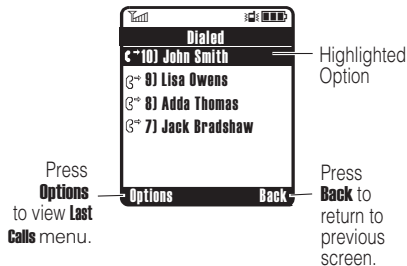 Dialed
10) John Smith
9) Lisa Owens
8) Adda Thomas
7) Jack Bradshaw
Options
Back
Highlighted
Option
Press
Options
to view Last
Calls menu.
Press
Back to
return to
previous
screen.